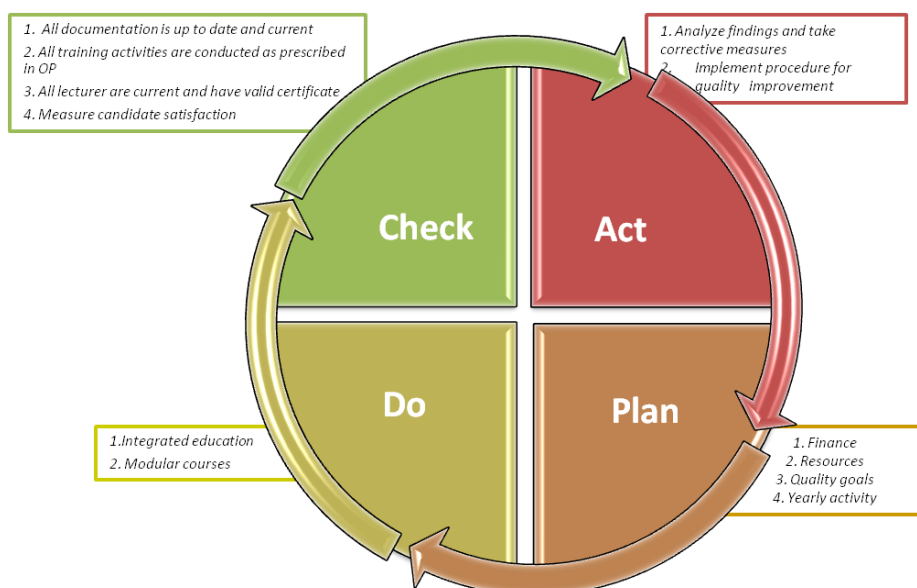 1. All documentation is up to date and current
2. All training activities are conducted as prescribed
in OP
3. All lecturer are current and have valid certificate
4. Measure candidate satisfaction
1. Analyze findings and take
corrective measures
2. Implement procedure for
quality improvement
Check
Act
Do
Plan
1.Integrated education
2. Modular courses
1. Finance
2. Resources
3. Quality goals
4. Yearly activity